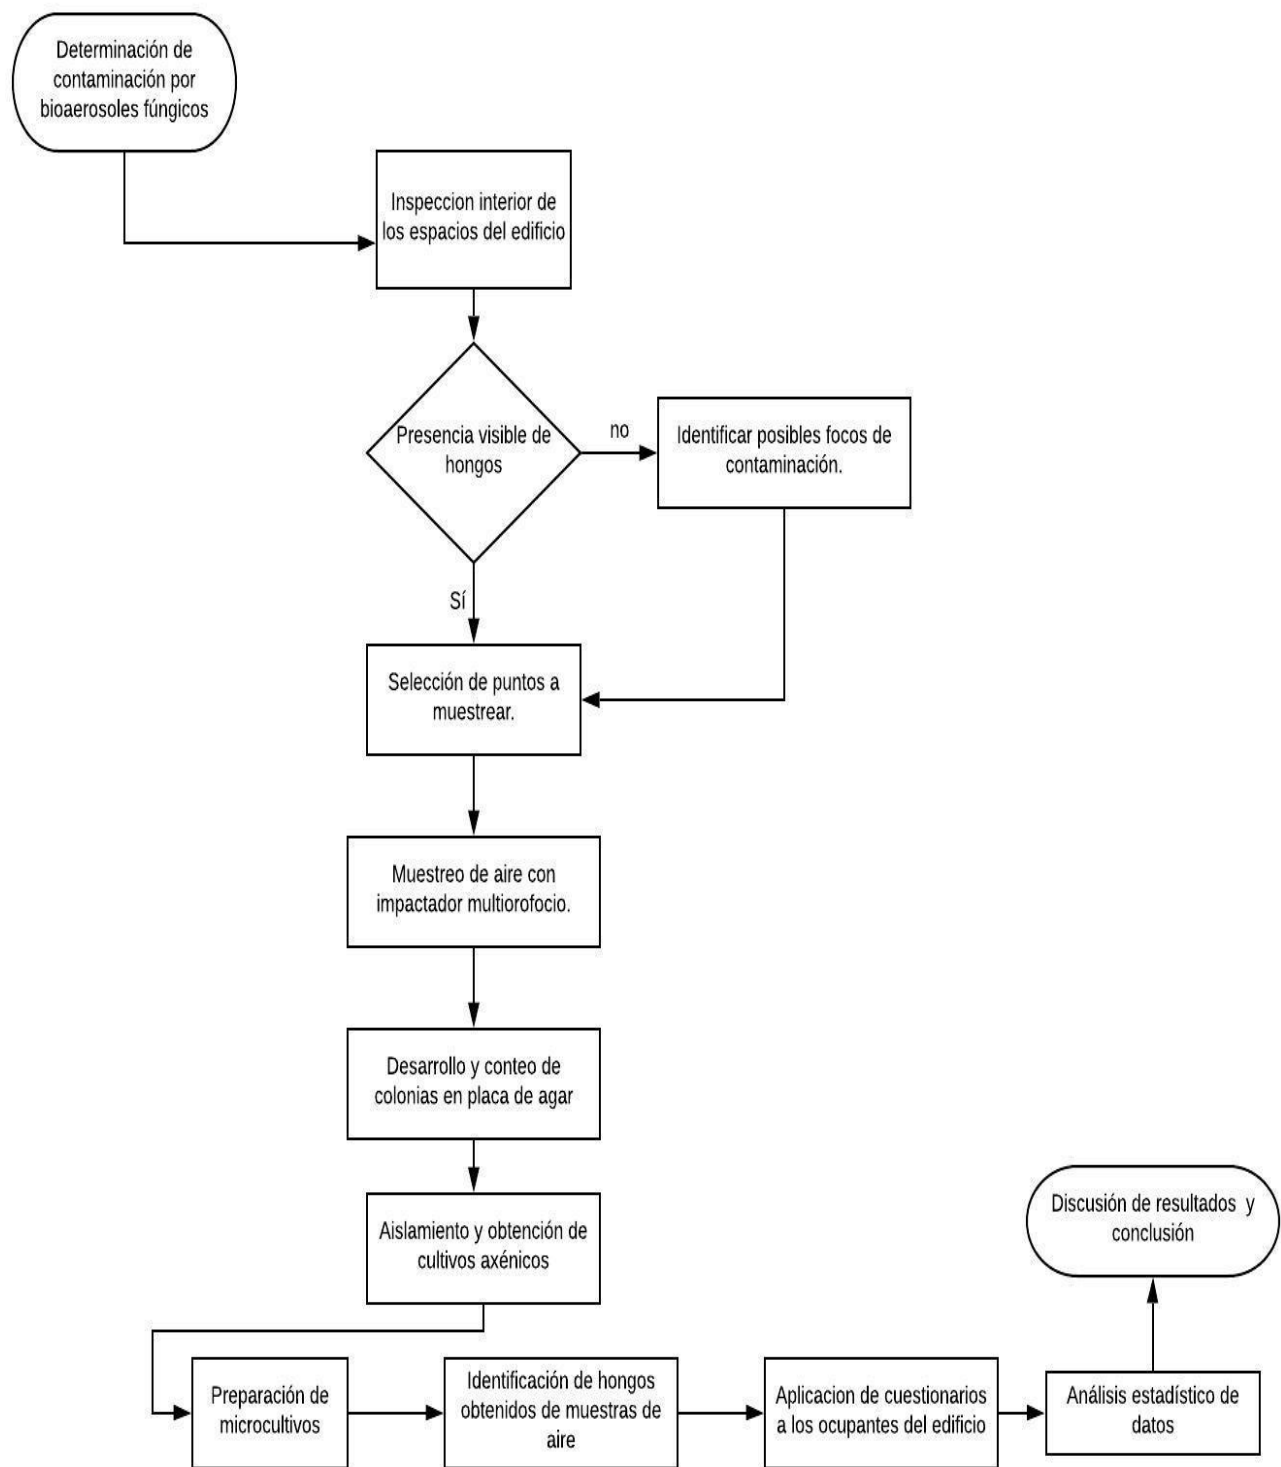 Determinación de
contaminación por
bioaerosoles fúngicos
Inspeccion interior de
los espacios del edificio
Presencia visible de
hongos
no
Identificar posibles focos de
contaminación.
Sí
Selección de puntos a
muestrear.
Muestreo de aire con
impactador multiorofocio.
Desarrollo y conteo de
colonias en placa de agar
Aislamiento y obtención de
cultivos axénicos
Preparación de
microcultivos
Identificación de hongos
obtenidos de muestras de
aire
Aplicacion de cuestionarios
a los ocupantes del edificio
Análisis estadístico de
datos
Discusión de resultados y
conclusión